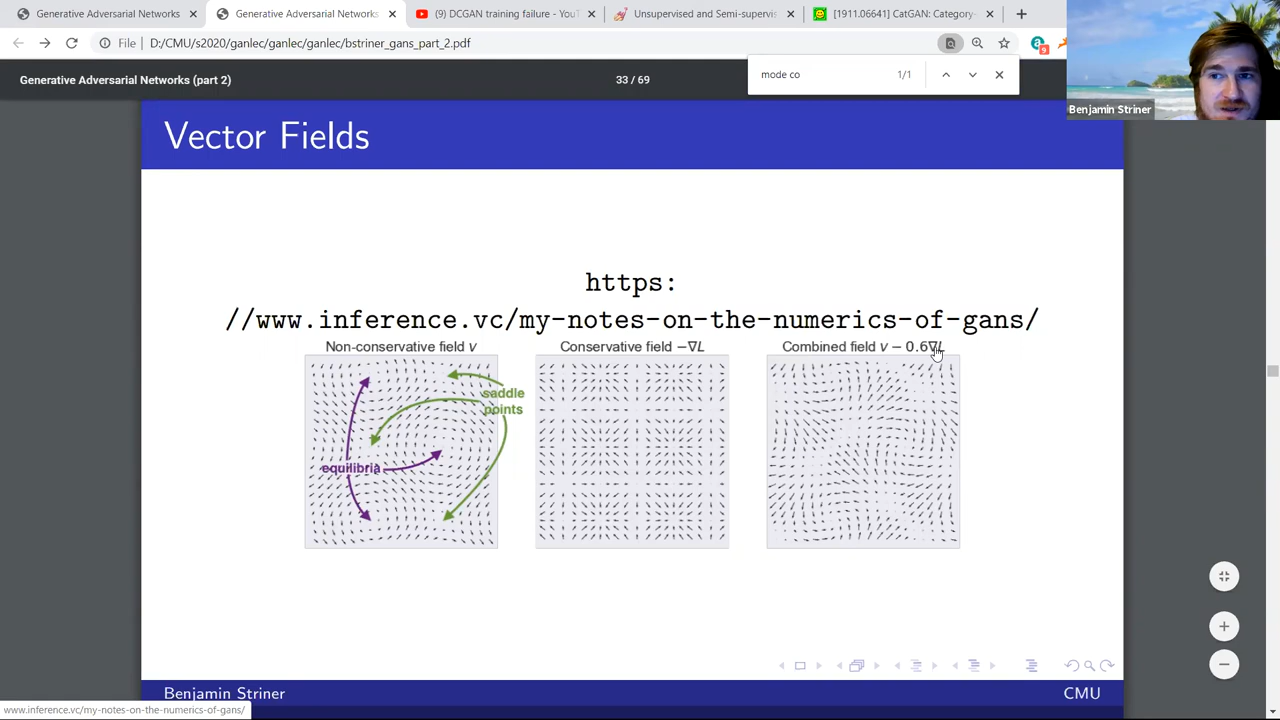 Generative Adversarial Networks
Generative Adversarial Networks
(9) DCGAN training failure - YouT
Unsupervised and Semi-supervis
[1911.06641] CatGAN: Category-
File
D:/CMU/s2020/ganlec/ganlec/ganlec/bstriner_gans_part_2.pdf
9
Generative Adversarial Networks (part 2)
33 / 69
mode co
1/1
Benjamin Striner
Vector Fields
https:
//www.inference.vc/my-notes-on-the-numerics-of-gans/
Non-conservative field v
Conservative field −∇L
Combined field v − 0.6∇L
saddle
points
equilibria
Benjamin Striner
CMU
www.inference.vc/my-notes-on-the-numerics-of-gans/